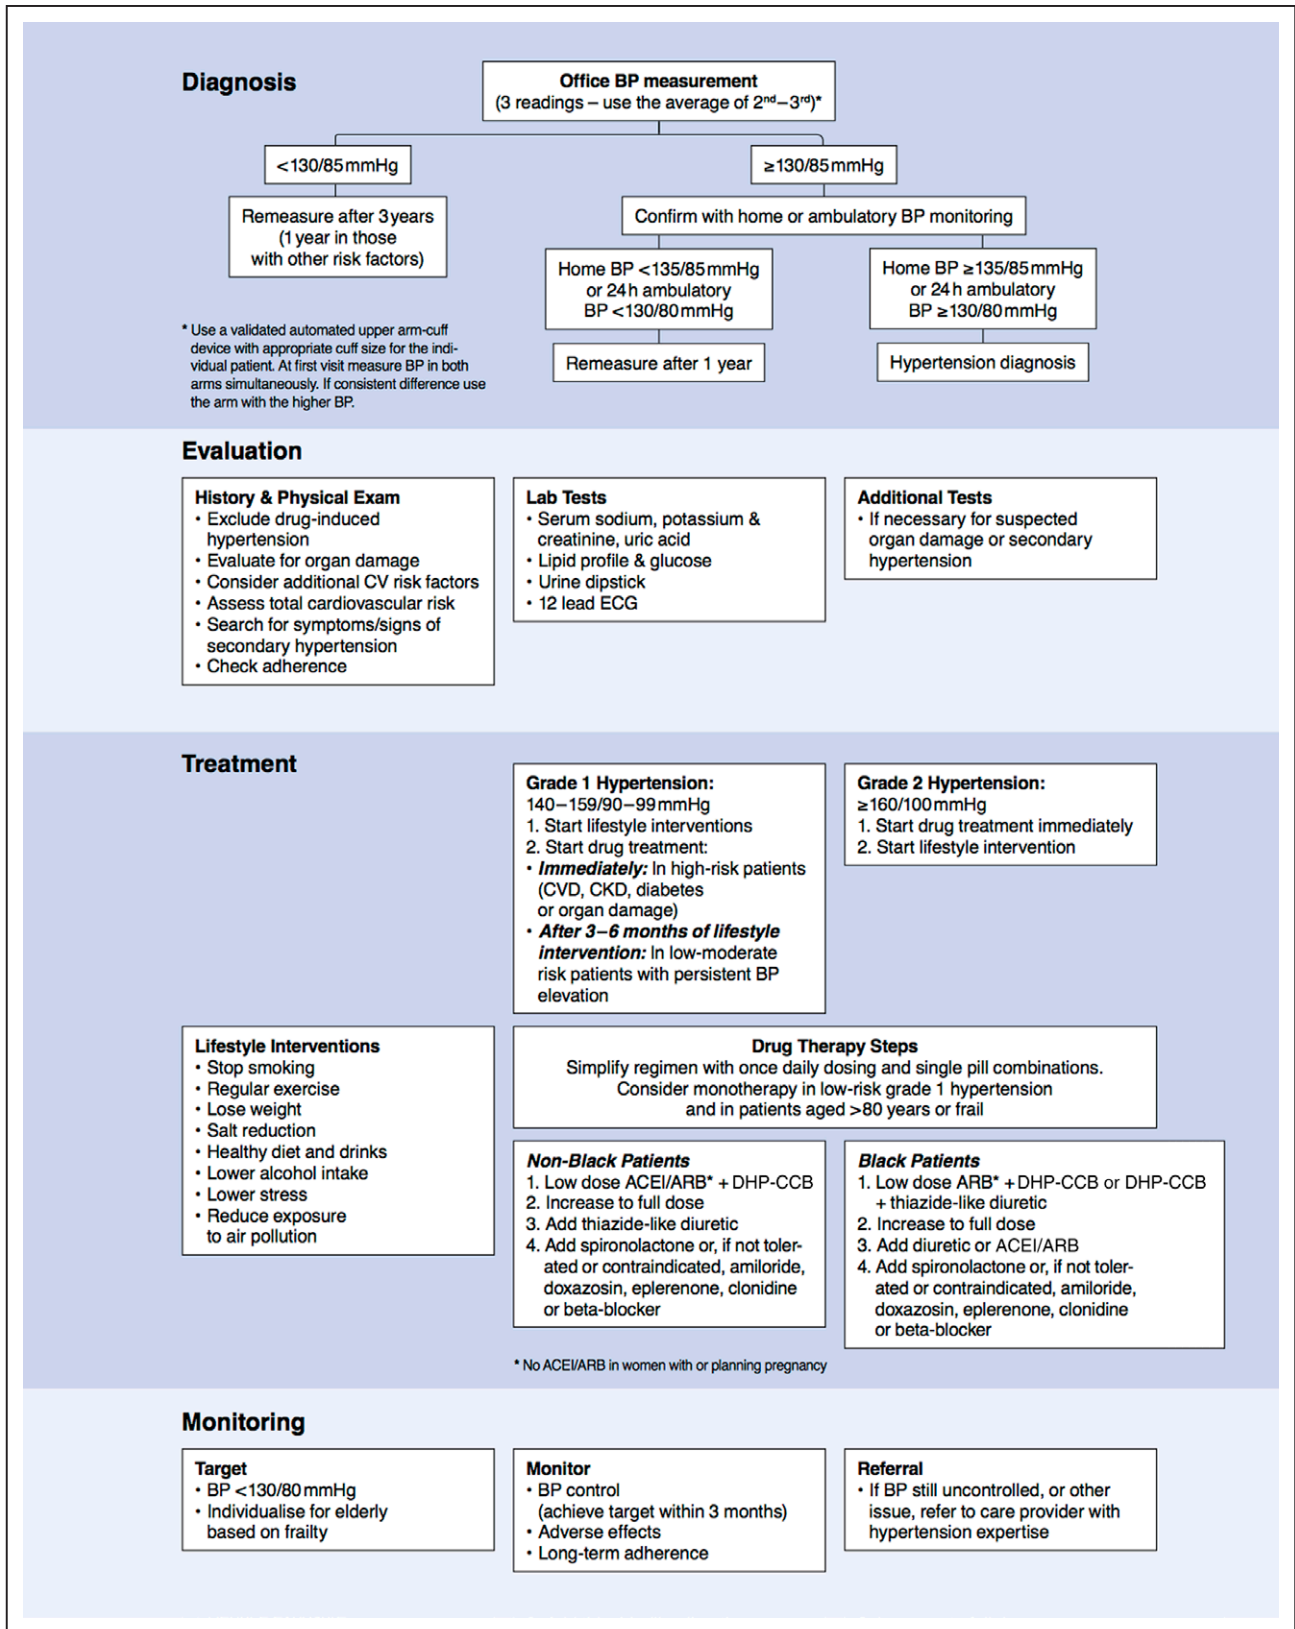 Diagnosis
Office BP measurement
(3 readings – use the average of 2nd–3rd)*
<130/85 mmHg
≥130/85 mmHg
Remeasure after 3 years
(1 year in those
with other risk factors)
Confirm with home or ambulatory BP monitoring
Home BP <135/85 mmHg
or 24 h ambulatory
BP <130/80 mmHg
Home BP ≥135/85 mmHg
or 24 h ambulatory
BP ≥130/80 mmHg
Remeasure after 1 year
Hypertension diagnosis
* Use a validated automated upper arm-cuff
device with appropriate cuff size for the indi-
vidual patient. At first visit measure BP in both
arms simultaneously. If consistent difference use
the arm with the higher BP.
Evaluation
History & Physical Exam
• Exclude drug-induced
hypertension
• Evaluate for organ damage
• Consider additional CV risk factors
• Assess total cardiovascular risk
• Search for symptoms/signs of
secondary hypertension
• Check adherence
Lab Tests
• Serum sodium, potassium &
creatinine, uric acid
• Lipid profile & glucose
• Urine dipstick
• 12 lead ECG
Additional Tests
• If necessary for suspected
organ damage or secondary
hypertension
Treatment
Grade 1 Hypertension:
140–159/90–99 mmHg
1. Start lifestyle interventions
2. Start drug treatment:
• Immediately: In high-risk patients
(CVD, CKD, diabetes
or organ damage)
• After 3–6 months of lifestyle
intervention: In low-moderate
risk patients with persistent BP
elevation
Grade 2 Hypertension:
≥160/100 mmHg
1. Start drug treatment immediately
2. Start lifestyle intervention
Lifestyle Interventions
• Stop smoking
• Regular exercise
• Lose weight
• Salt reduction
• Healthy diet and drinks
• Lower alcohol intake
• Lower stress
• Reduce exposure
to air pollution
Drug Therapy Steps
Simplify regimen with once daily dosing and single pill combinations.
Consider monotherapy in low-risk grade 1 hypertension
and in patients aged >80 years or frail
Non-Black Patients
1. Low dose ACEI/ARB* + DHP-CCB
2. Increase to full dose
3. Add thiazide-like diuretic
4. Add spironolactone or, if not toler-
ated or contraindicated, amiloride,
doxazosin, eplerenone, clonidine
or beta-blocker
Black Patients
1. Low dose ARB* + DHP-CCB or DHP-CCB
+ thiazide-like diuretic
2. Increase to full dose
3. Add diuretic or ACEI/ARB
4. Add spironolactone or, if not toler-
ated or contraindicated, amiloride,
doxazosin, eplerenone, clonidine
or beta-blocker
* No ACEI/ARB in women with or planning pregnancy
Monitoring
Target
• BP <130/80 mmHg
• Individualise for elderly
based on frailty
Monitor
• BP control
(achieve target within 3 months)
• Adverse effects
• Long-term adherence
Referral
• If BP still uncontrolled, or other
issue, refer to care provider with
hypertension expertise